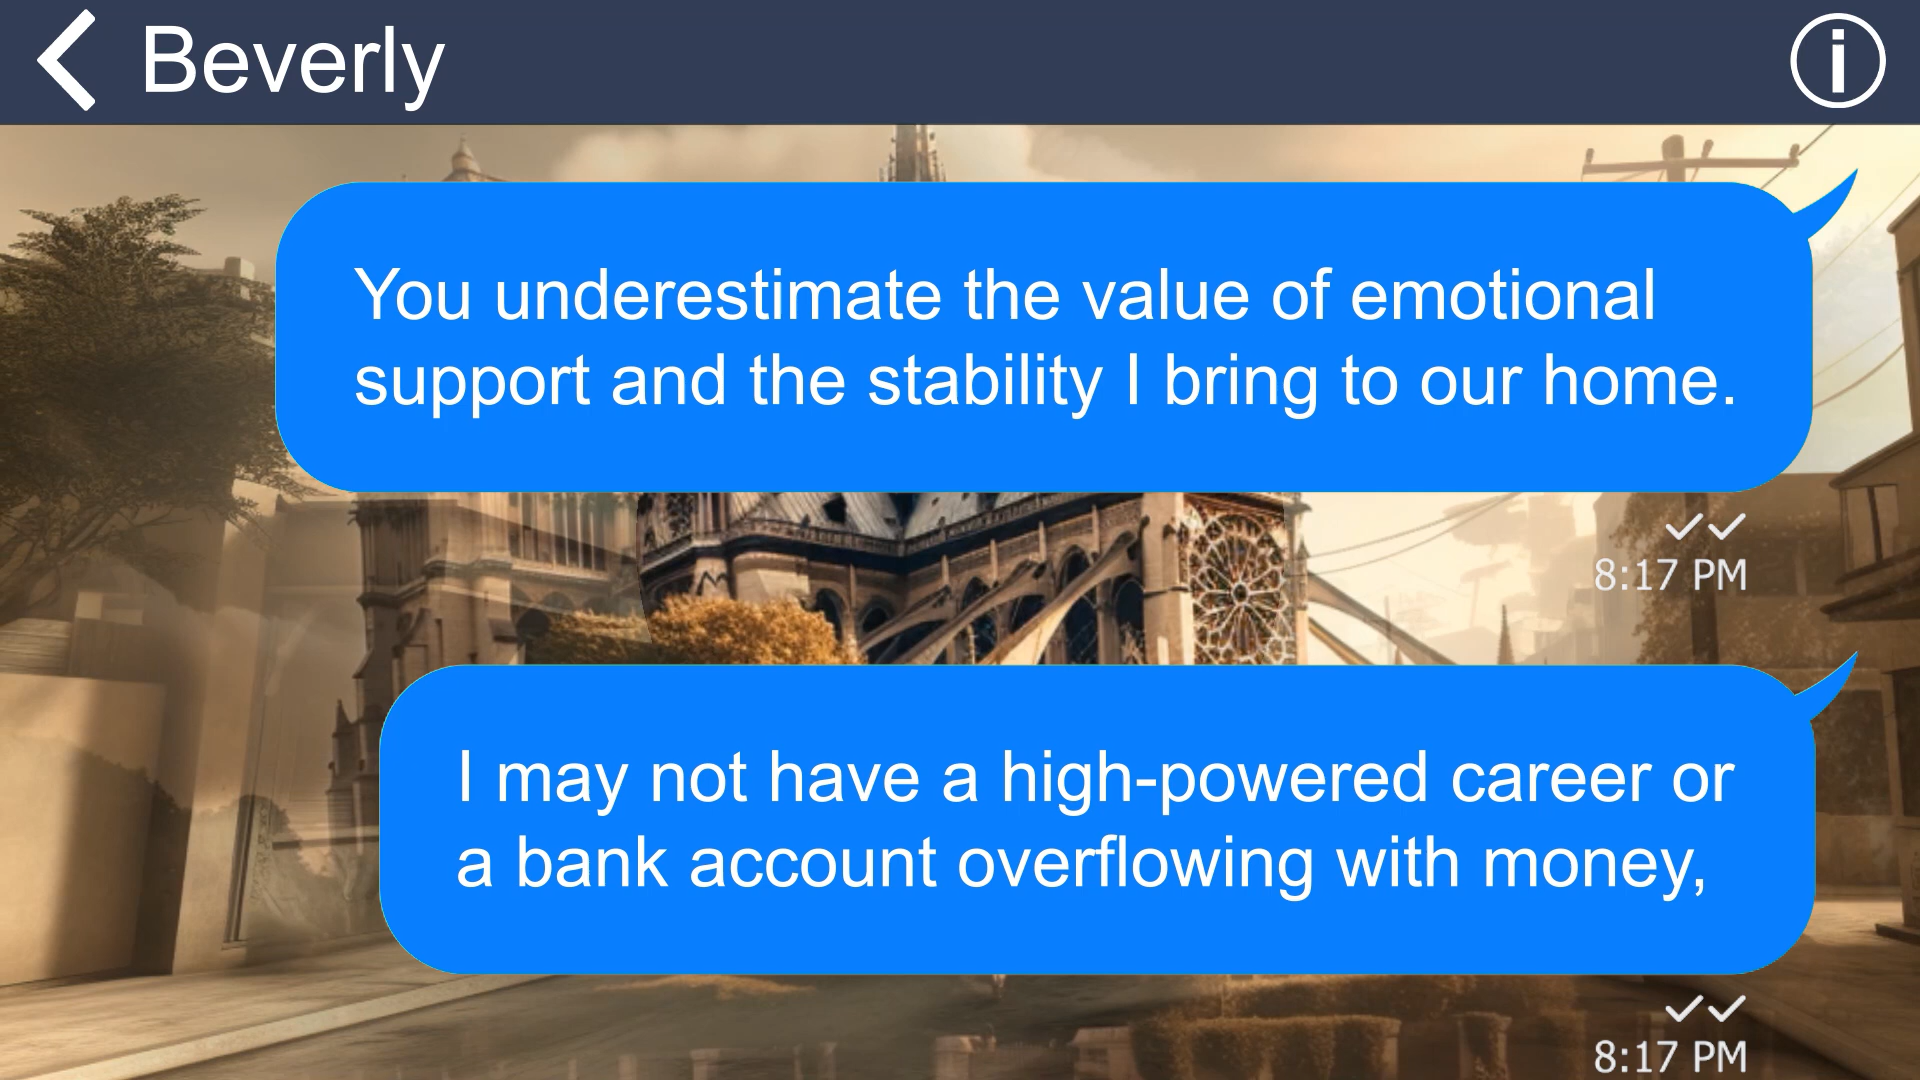 Beverly
You underestimate the value of emotional
support and the stability I bring to our home.
8:17 PM
I may not have a high-powered career or
a bank account overflowing with money,
8:17 PM